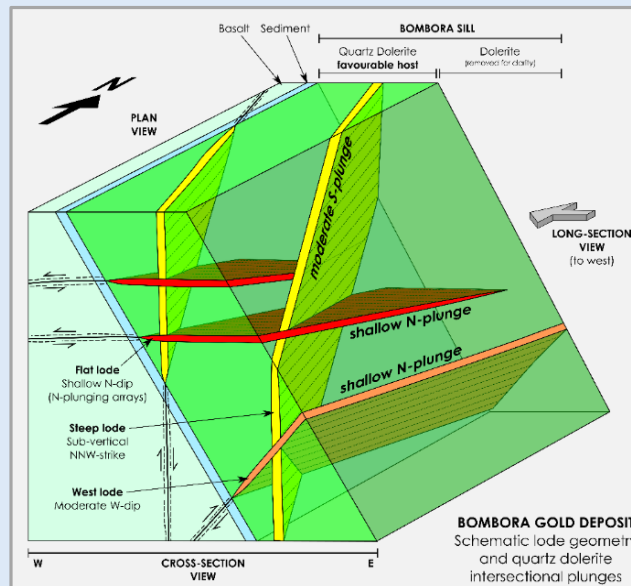 BOMBORA SILL
Basalt
Sediment
Quartz Dolerite
favourable host
Dolerite
(removed for clarity)
N
PLAN
VIEW
moderate S-plunge
LONG-SECTION
VIEW
(to west)
shallow N-plunge
shallow N-plunge
Flat lode
Shallow N-dip
(N-plunging arrays)
Steep lode
Sub-vertical
NNW-strike
West lode
Moderate W-dip
W
CROSS-SECTION
VIEW
E
BOMBORA GOLD DEPOSIT
Schematic lode geometry
and quartz dolerite
intersectional plunges